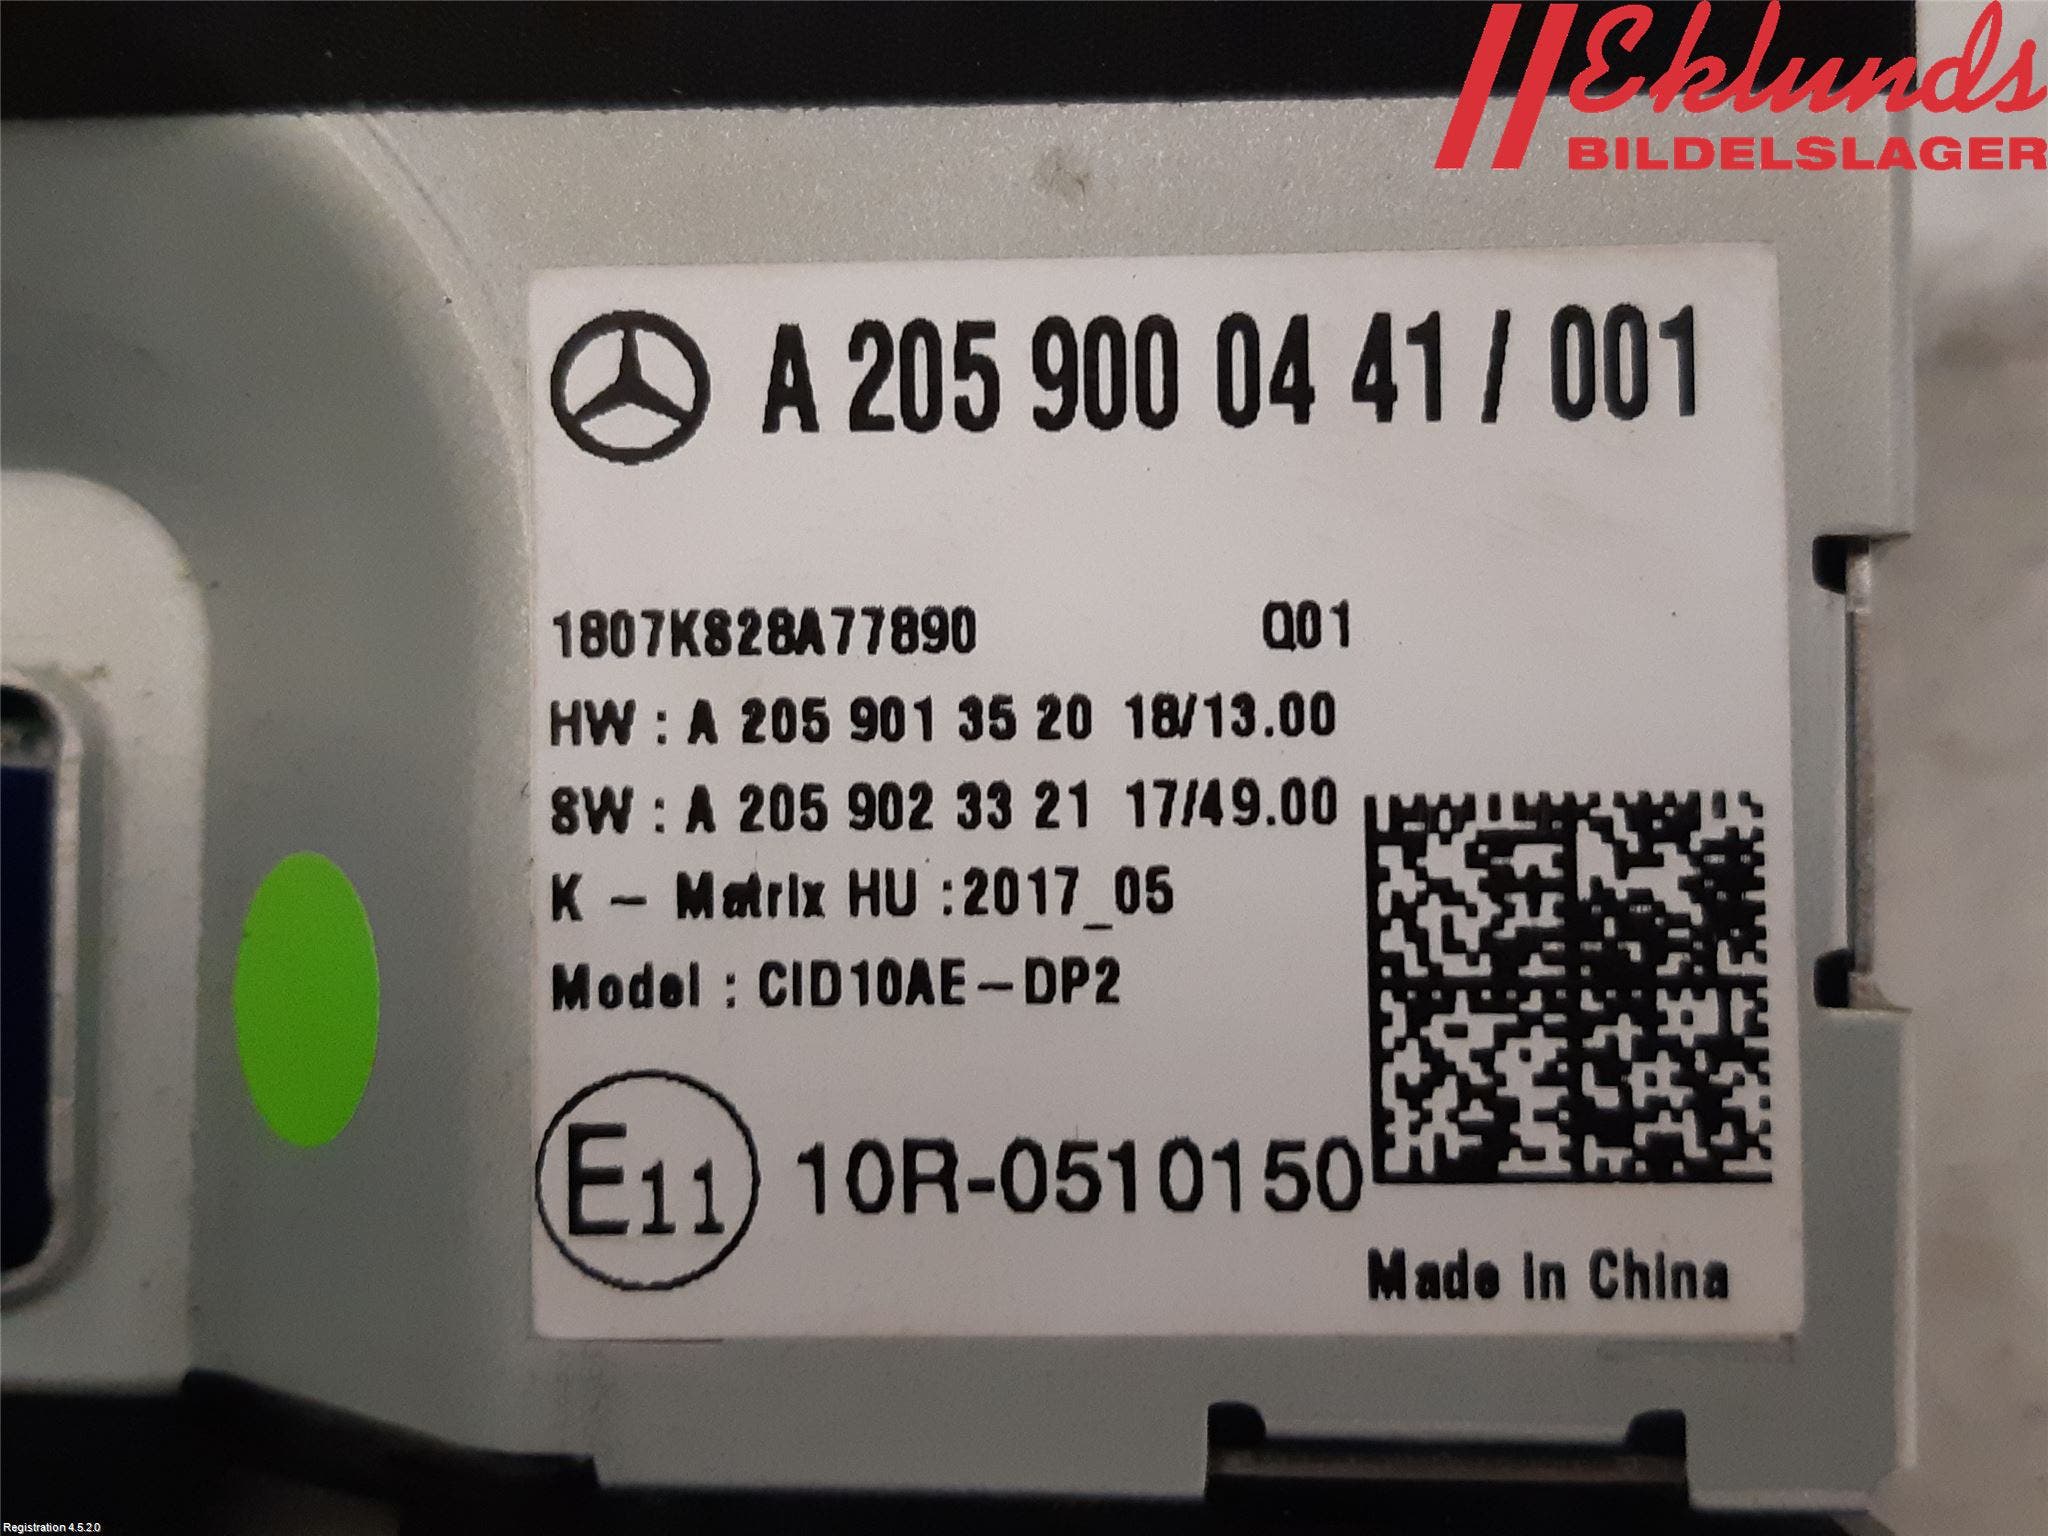 Eklunds
BILDELSLAGER
A 205 900 04 41 / 001
1807KS28A77890 Q01
HW : A 205 901 35 20 18/13.00
SW : A 205 902 33 21 17/49.00
K - Matrix HU :2017_05
Model : CID10AE-DP2
E11 10R-0510150
Made in China
Registration 4.5.2.0